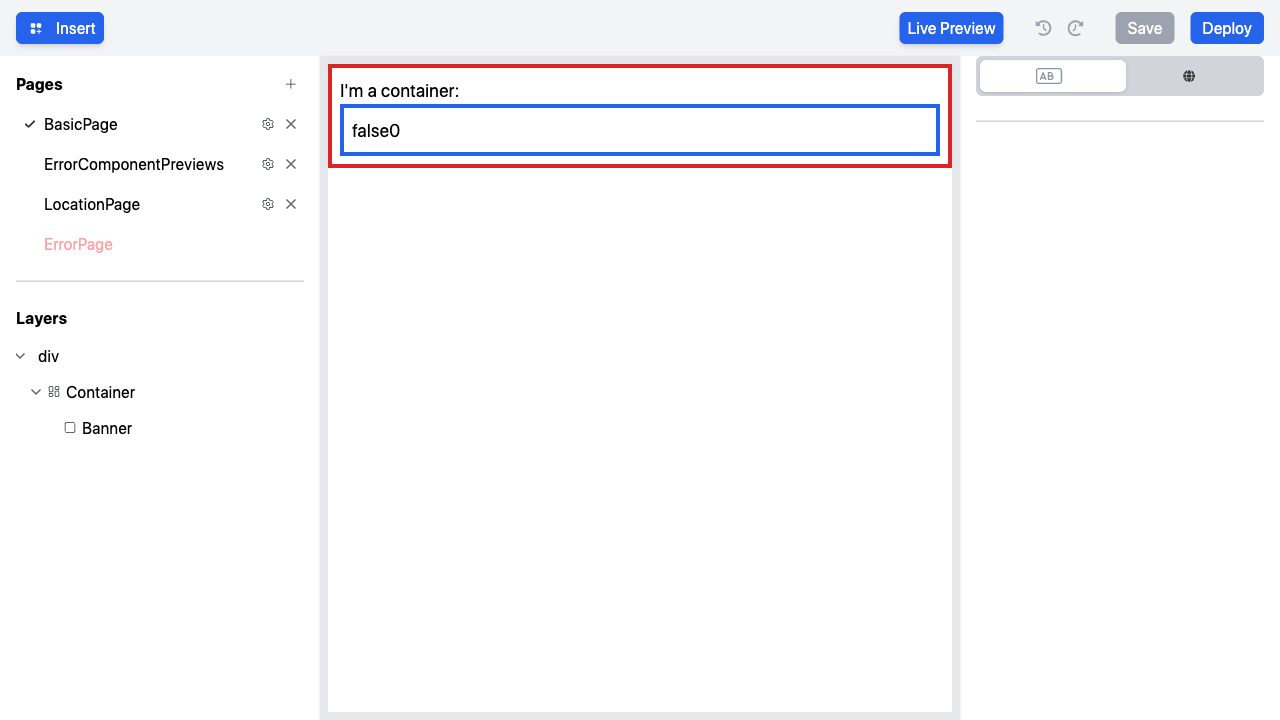 Insert
Live Preview
Save
Deploy
Pages
BasicPage
ErrorComponentPreviews
LocationPage
ErrorPage
Layers
div
Container
Banner
I'm a container:
false0
AB